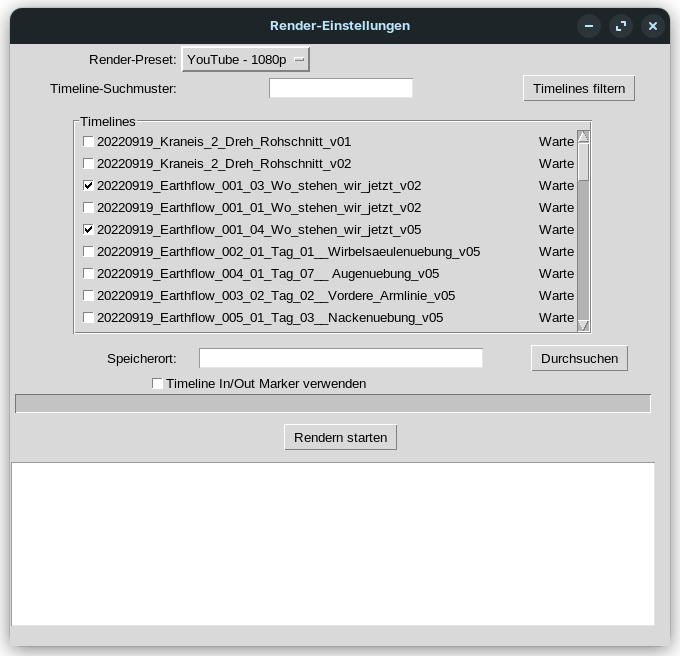 Render-Einstellungen
Render-Preset: YouTube - 1080p
Timeline-Suchmuster: Timelines filtern
Timelines
20220919_Kraneis_2_Dreh_Rohschnitt_v01 Warte
20220919_Kraneis_2_Dreh_Rohschnitt_v02 Warte
20220919_Earthflow_001_03_Wo_stehen_wir_jetzt_v02 Warte
20220919_Earthflow_001_01_Wo_stehen_wir_jetzt_v02 Warte
20220919_Earthflow_001_04_Wo_stehen_wir_jetzt_v05 Warte
20220919_Earthflow_002_01_Tag_01__Wirbelsaeulenuebung_v05 Warte
20220919_Earthflow_004_01_Tag_07__ Augenuebung_v05 Warte
20220919_Earthflow_003_02_Tag_02__Vordere_Armlinie_v05 Warte
20220919_Earthflow_005_01_Tag_03__Nackenuebung_v05 Warte
Speicherort: Durchsuchen
Timeline In/Out Marker verwenden
Rendern starten